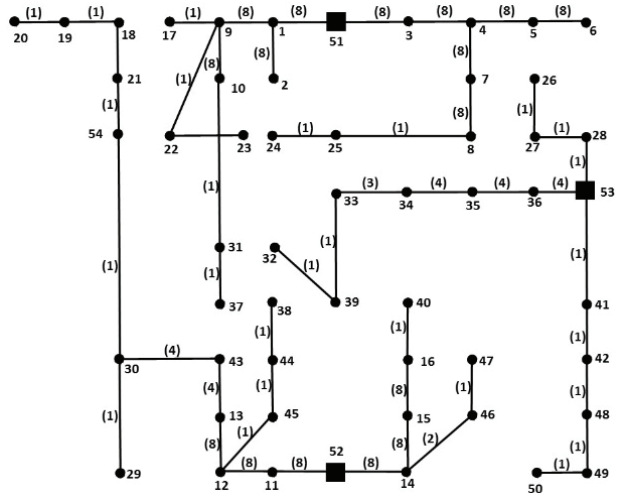 (1) (1) (1) (8) (8) (8) (8) (8) (8)
20 19 18 17 9 1 51 3 4 5 6
(8) (8) (8)
(1) 21 10 2 7 26
(1) (8) (1)
54 (1) (1) (1) 28
22 23 24 25 8 27
(1)
(3) (4) (4) (4) 53
33 34 35 36
(1)
(1) 31 32 (1) (1)
(1) (1) (1)
37 38 39 40 41
(1) (1) (1)
(4) 43 44 16 47 42
30
(4) (1) (8) (1) (1)
13 45 15 46 48
(1) (8) (1) (8) (2) (1)
(8) (8) 52 (8) (1)
29 12 11 14 50 49